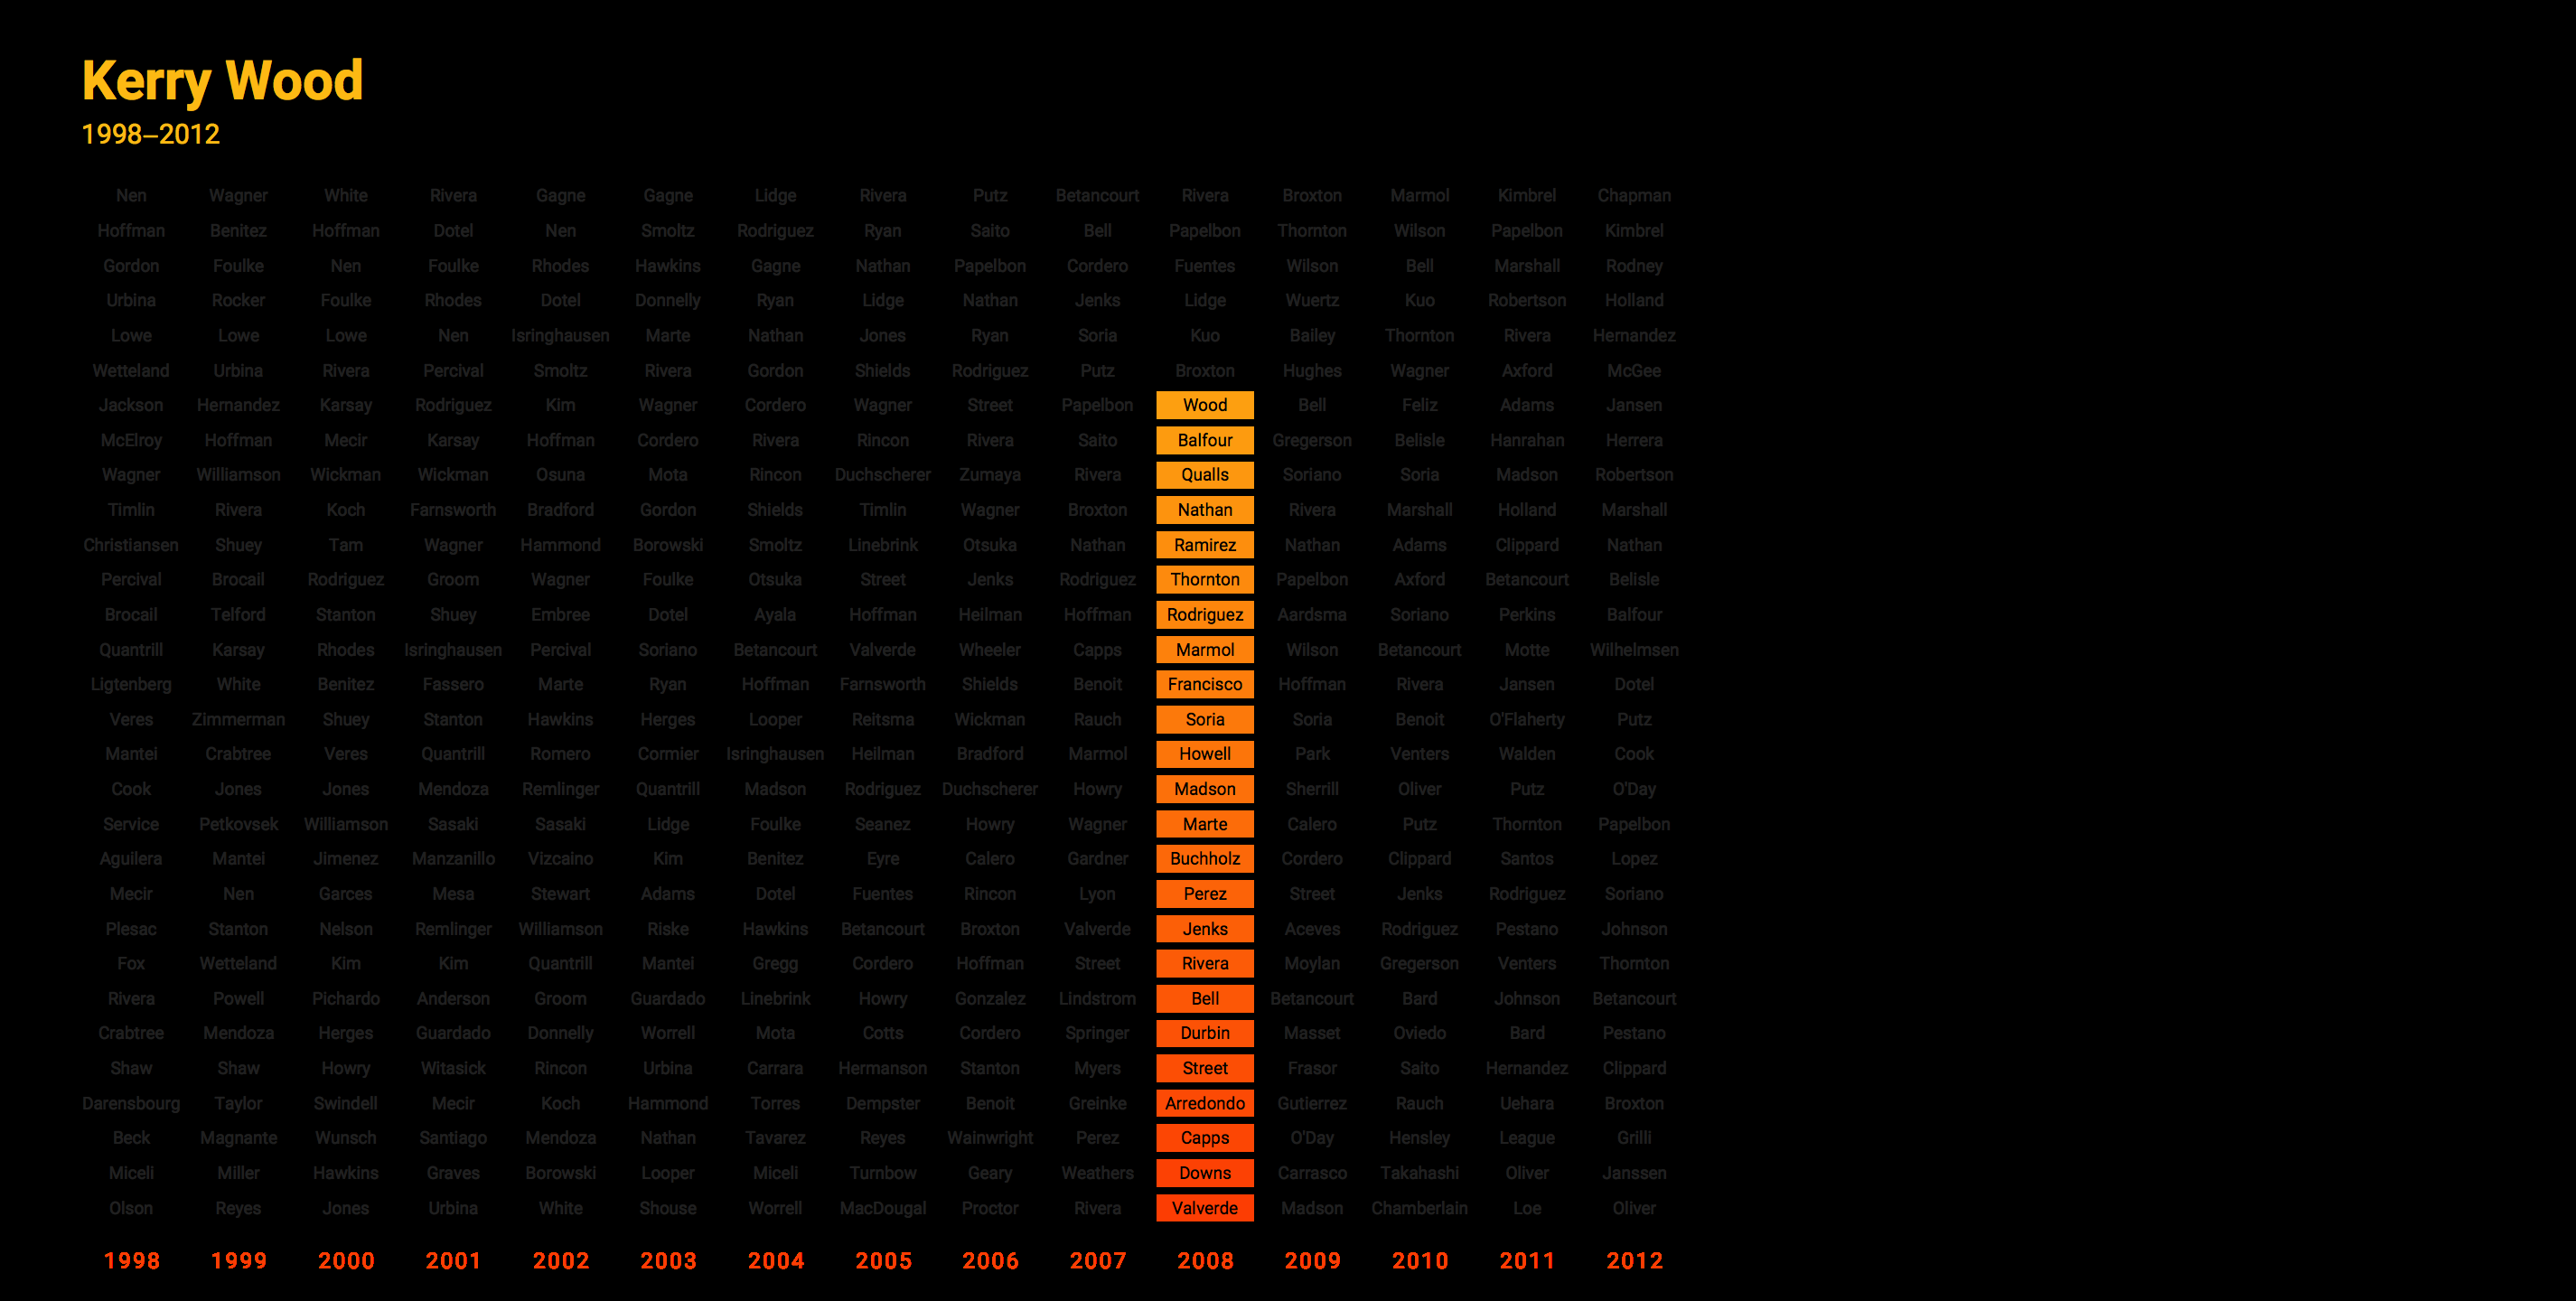 Kerry Wood
1998–2012
Nen Wagner White Rivera Gagne Gagne Lidge Rivera Putz Betancourt Rivera Broxton Marmol Kimbrel Chapman
Hoffman Benitez Hoffman Dotel Nen Smoltz Rodriguez Ryan Saito Bell Papelbon Thornton Wilson Papelbon Kimbrel
Gordon Foulke Nen Foulke Rhodes Hawkins Gagne Nathan Papelbon Cordero Fuentes Wilson Bell Marshall Rodney
Urbina Rocker Foulke Rhodes Dotel Donnelly Ryan Lidge Nathan Jenks Lidge Wuertz Kuo Robertson Holland
Lowe Lowe Lowe Nen Isringhausen Marte Nathan Jones Ryan Soria Kuo Bailey Thornton Rivera Hernandez
Wetteland Urbina Rivera Percival Smoltz Rivera Gordon Shields Rodriguez Putz Broxton Hughes Wagner Axford McGee
Jackson Hernandez Karsay Rodriguez Kim Wagner Cordero Wagner Street Papelbon Wood Bell Feliz Adams Jansen
McElroy Hoffman Mecir Karsay Hoffman Cordero Rivera Rincon Rivera Saito Balfour Gregerson Belisle Hanrahan Herrera
Wagner Williamson Wickman Wickman Osuna Mota Rincon Duchscherer Zumaya Rivera Qualls Soriano Soria Madson Robertson
Timlin Rivera Koch Farnsworth Bradford Gordon Shields Timlin Wagner Broxton Nathan Rivera Marshall Holland Marshall
Christiansen Shuey Tam Wagner Hammond Borowski Smoltz Linebrink Otsuka Nathan Ramirez Nathan Adams Clippard Nathan
Percival Brocail Rodriguez Groom Wagner Foulke Otsuka Street Jenks Rodriguez Thornton Papelbon Axford Betancourt Belisle
Brocail Telford Stanton Shuey Embree Dotel Ayala Hoffman Heilman Hoffman Rodriguez Aardsma Soriano Perkins Balfour
Quantrill Karsay Rhodes Isringhausen Percival Soriano Betancourt Valverde Wheeler Capps Marmol Wilson Betancourt Motte Wilhelmsen
Ligtenberg White Benitez Fassero Marte Ryan Hoffman Farnsworth Shields Benoit Francisco Hoffman Rivera Jansen Dotel
Veres Zimmerman Shuey Stanton Hawkins Herges Looper Reitsma Wickman Rauch Soria Soria Benoit O'Flaherty Putz
Mantei Crabtree Veres Quantrill Romero Cormier Isringhausen Heilman Bradford Marmol Howell Park Venters Walden Cook
Cook Jones Jones Mendoza Remlinger Quantrill Madson Rodriguez Duchscherer Howry Madson Sherrill Oliver Putz O'Day
Service Petkovsek Williamson Sasaki Sasaki Lidge Foulke Seanez Howry Wagner Marte Calero Putz Thornton Papelbon
Aguilera Mantei Jimenez Manzanillo Vizcaino Kim Benitez Eyre Calero Gardner Buchholz Cordero Clippard Santos Lopez
Mecir Nen Garces Mesa Stewart Adams Dotel Fuentes Rincon Lyon Perez Street Jenks Rodriguez Soriano
Plesac Stanton Nelson Remlinger Williamson Riske Hawkins Betancourt Broxton Valverde Jenks Aceves Rodriguez Pestano Johnson
Fox Wetteland Kim Kim Quantrill Mantei Gregg Cordero Hoffman Street Rivera Moylan Gregerson Venters Thornton
Rivera Powell Pichardo Anderson Groom Guardado Linebrink Howry Gonzalez Lindstrom Bell Betancourt Bard Johnson Betancourt
Crabtree Mendoza Herges Guardado Donnelly Worrell Mota Cotts Cordero Springer Durbin Masset Oviedo Bard Pestano
Shaw Shaw Howry Witasick Rincon Urbina Carrara Hermanson Stanton Myers Street Frasor Saito Hernandez Clippard
Darensbourg Taylor Swindell Mecir Koch Hammond Torres Dempster Benoit Greinke Arredondo Gutierrez Rauch Uehara Broxton
Beck Magnante Wunsch Santiago Mendoza Nathan Tavarez Reyes Wainwright Perez Capps O'Day Hensley League Grilli
Miceli Miller Hawkins Graves Borowski Looper Miceli Turnbow Geary Weathers Downs Carrasco Takahashi Oliver Janssen
Olson Reyes Jones Urbina White Shouse Worrell MacDougal Proctor Rivera Valverde Madson Chamberlain Loe Oliver
1998 1999 2000 2001 2002 2003 2004 2005 2006 2007 2008 2009 2010 2011 2012